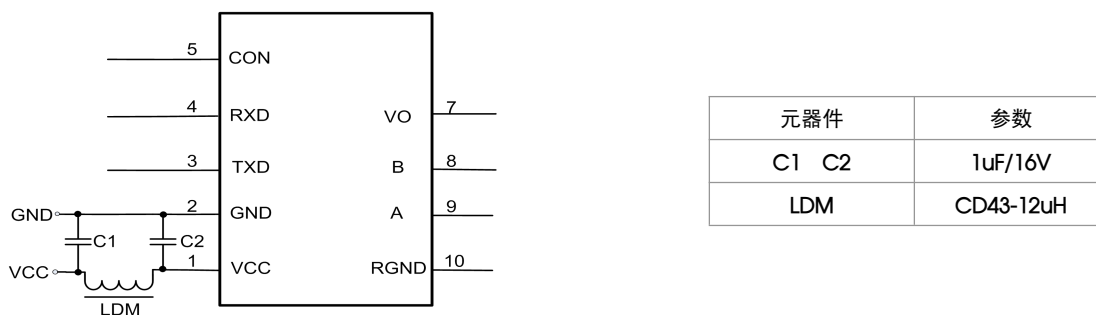 5 CON
4 RXD
3 TXD
GND 2 GND
C1 C2
VCC 1 VCC
LDM
VO 7
B 8
A 9
RGND 10
元器件 参数
C1 C2 1uF/16V
LDM CD43-12uH